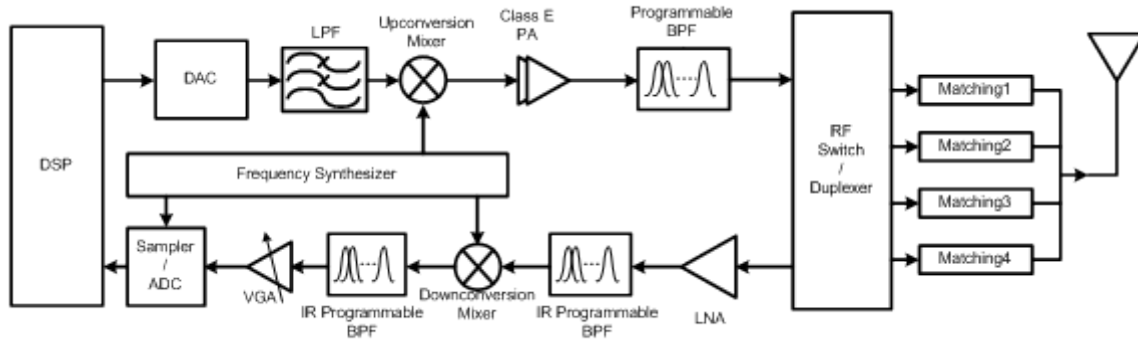 DSP
DAC
LPF
Upconversion
Mixer
Class E
PA
Programmable
BPF
RF
Switch
/
Duplexer
Matching1
Matching2
Matching3
Matching4
Frequency Synthesizer
Sampler
/
ADC
VGA
IR Programmable
BPF
Downconversion
Mixer
IR Programmable
BPF
LNA